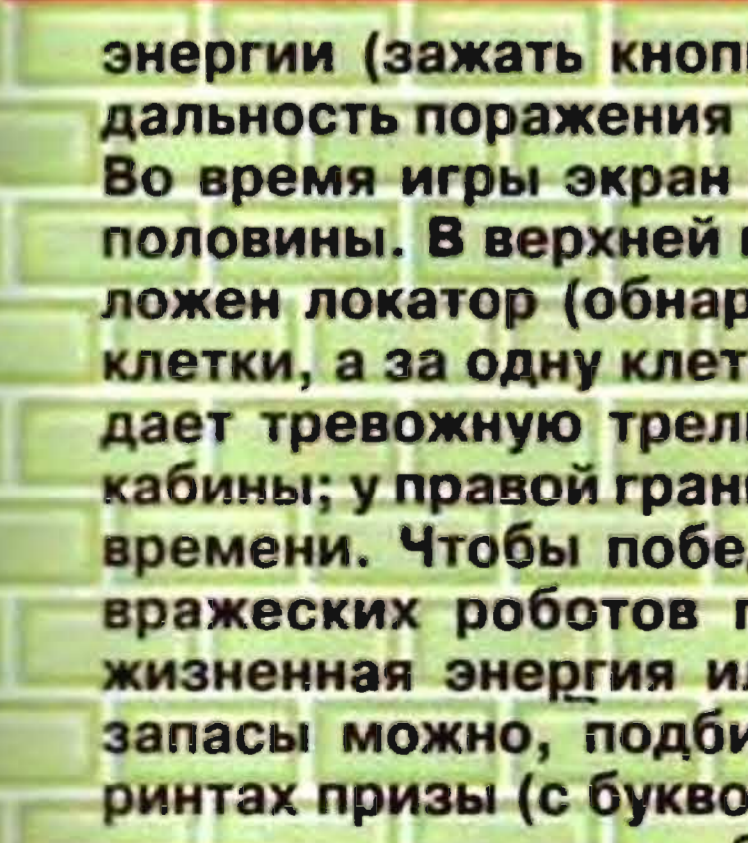 энергии (зажать кноп
дальность поражения
Во время игры экран
половины. В верхней
ложен локатор (обнар
клетки, а за одну клет
дает тревожную трел
кабины; у правой гран
времени. Чтобы побе
вражеских роботов п
жизненная энергия ил
запасы можно, подби
ринтах призы (с букво